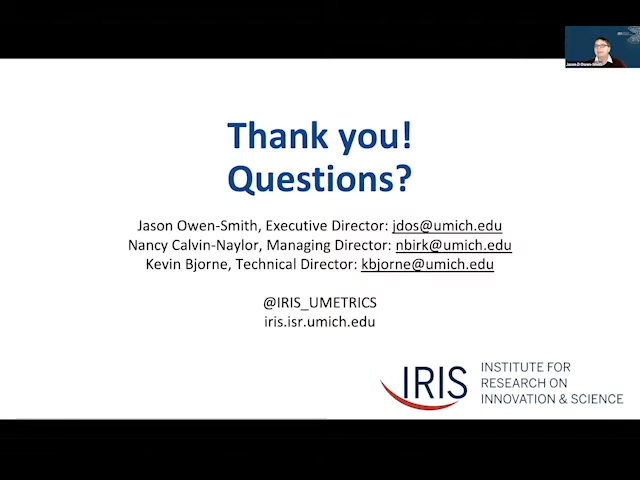 Thank you!
Questions?
Jason Owen-Smith, Executive Director: jdos@umich.edu
Nancy Calvin-Naylor, Managing Director: nbirk@umich.edu
Kevin Bjorne, Technical Director: kbjorne@umich.edu
@IRIS_UMETRICS
iris.isr.umich.edu
IRIS
INSTITUTE FOR
RESEARCH ON
INNOVATION & SCIENCE